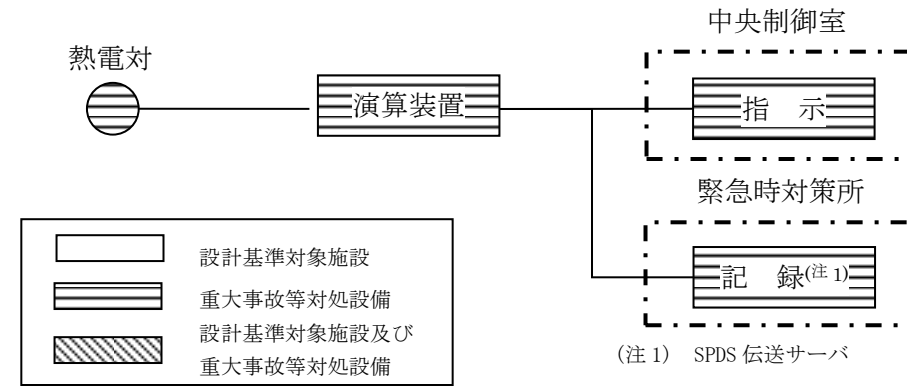 中央制御室
熱電対
演算装置
指　示
緊急時対策所
記　録(注1)
(注1)　SPDS 伝送サーバ
設計基準対象施設
重大事故等対処設備
設計基準対象施設及び
重大事故等対処設備